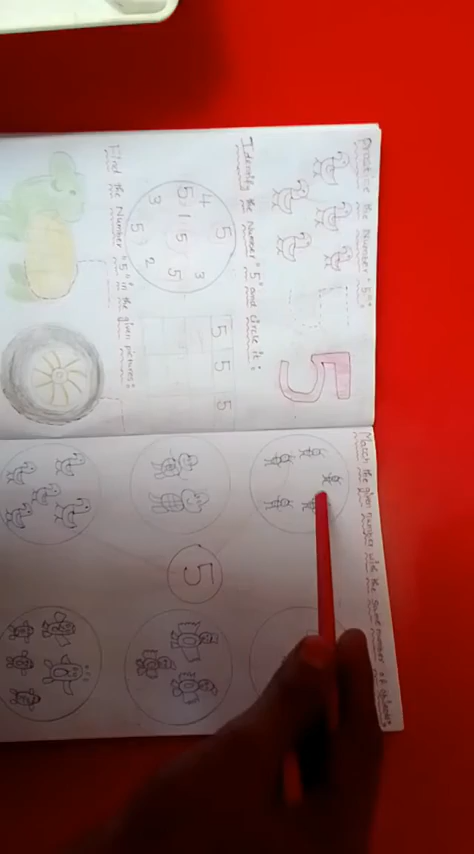 Practice the Number "5":
5
Identify the number "5" and circle it:
5
4
3
5 1 5 5
3
5 2
5 5 5
Find the Number "5" in the given pictures:
Match the given number with the same number of objects:
5